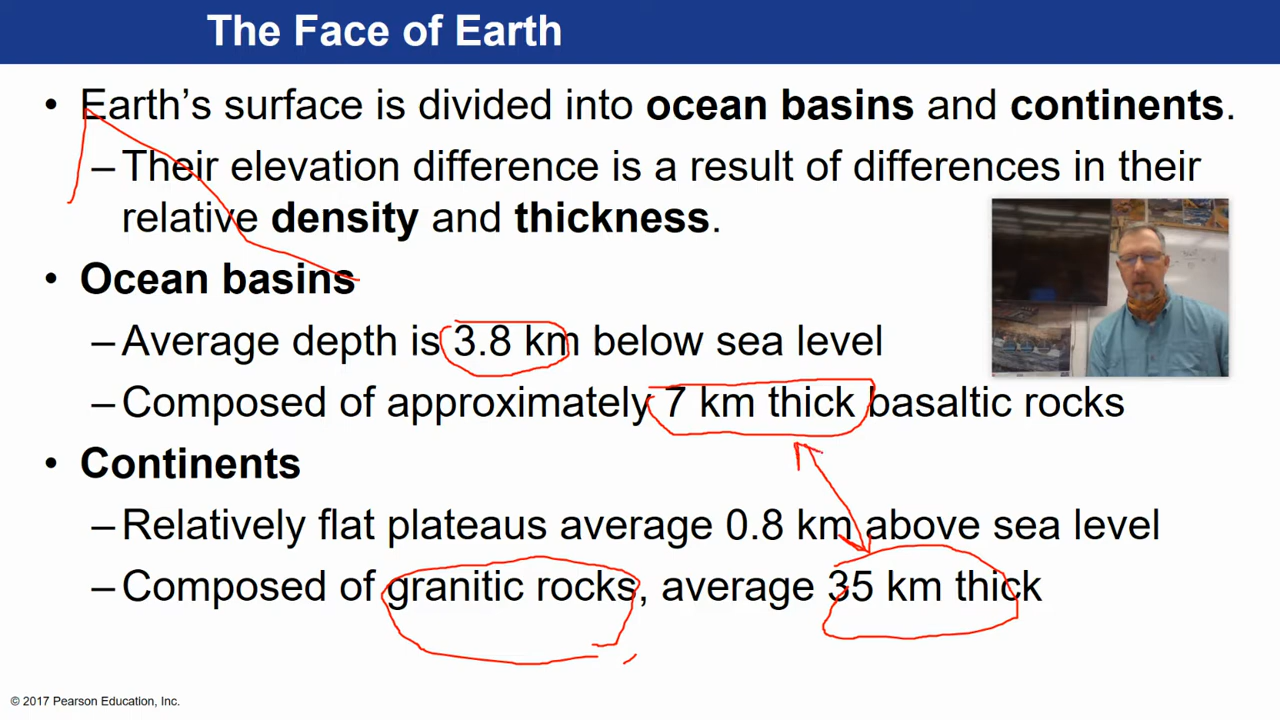 The Face of Earth
• Earth's surface is divided into ocean basins and continents.
–Their elevation difference is a result of differences in their
relative density and thickness.
• Ocean basins
–Average depth is 3.8 km below sea level
–Composed of approximately 7 km thick basaltic rocks
• Continents
–Relatively flat plateaus average 0.8 km above sea level
–Composed of granitic rocks, average 35 km thick
© 2017 Pearson Education, Inc.